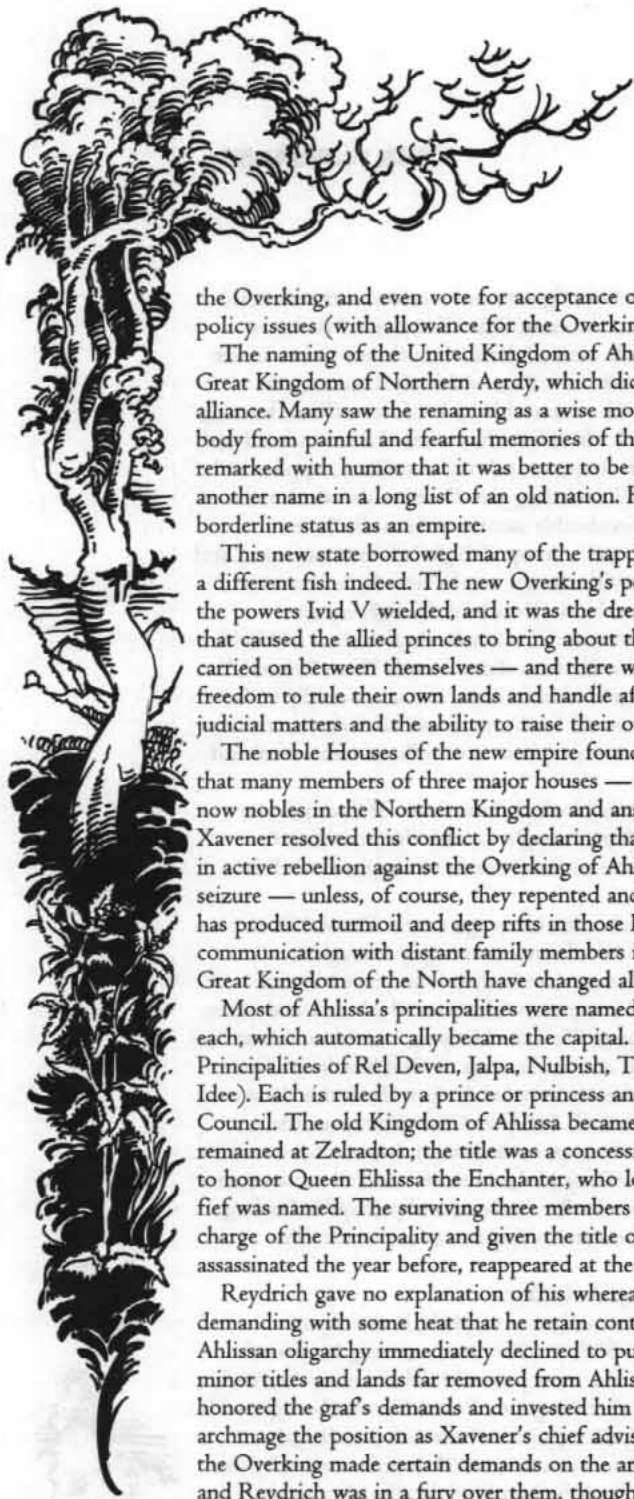 the Overking, and even vote for acceptance o
policy issues (with allowance for the Overkin
The naming of the United Kingdom of Ah
Great Kingdom of Northern Aerdy, which did
alliance. Many saw the renaming as a wise mo
body from painful and fearful memories of th
remarked with humor that it was better to be
another name in a long list of an old nation. F
borderline status as an empire.
This new state borrowed many of the trapp
a different fish indeed. The new Overking's po
the powers Ivid V wielded, and it was the dre
that caused the allied princes to bring about th
carried on between themselves — and there w
freedom to rule their own lands and handle af
judicial matters and the ability to raise their o
The noble Houses of the new empire found
that many members of three major houses —
now nobles in the Northern Kingdom and an
Xavener resolved this conflict by declaring tha
in active rebellion against the Overking of Ah
seizure — unless, of course, they repented and
has produced turmoil and deep rifts in those
communication with distant family members
Great Kingdom of the North have changed al
Most of Ahlissa's principalities were named
each, which automatically became the capital.
Principalities of Rel Deven, Jalpa, Nulbish, T
Idee). Each is ruled by a prince or princess an
Council. The old Kingdom of Ahlissa became
remained at Zelradton; the title was a concess
to honor Queen Ehlissa the Enchanter, who l
fief was named. The surviving three members
charge of the Principality and given the title o
assassinated the year before, reappeared at the
Reydrich gave no explanation of his wherea
demanding with some heat that he retain cont
Ahlissan oligarchy immediately declined to pu
minor titles and lands far removed from Ahlis
honored the graf's demands and invested him
archmage the position as Xavener's chief advis
the Overking made certain demands on the ar
and Reydrich was in a fury over them, though